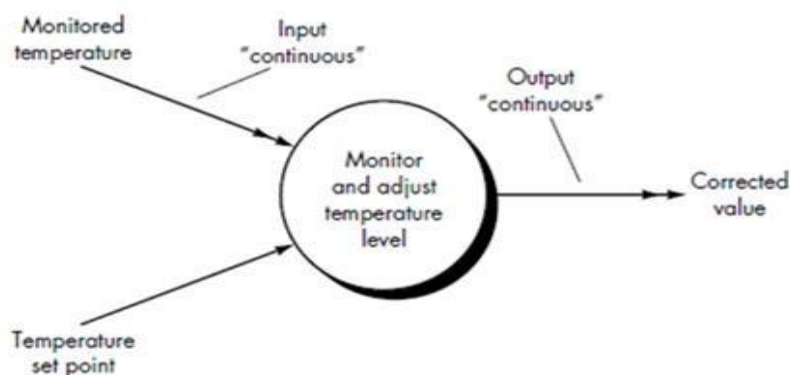 Monitored
temperature
Input
"continuous"
Output
"continuous"
Monitor
and adjust
temperature
level
Corrected
value
Temperature
set point